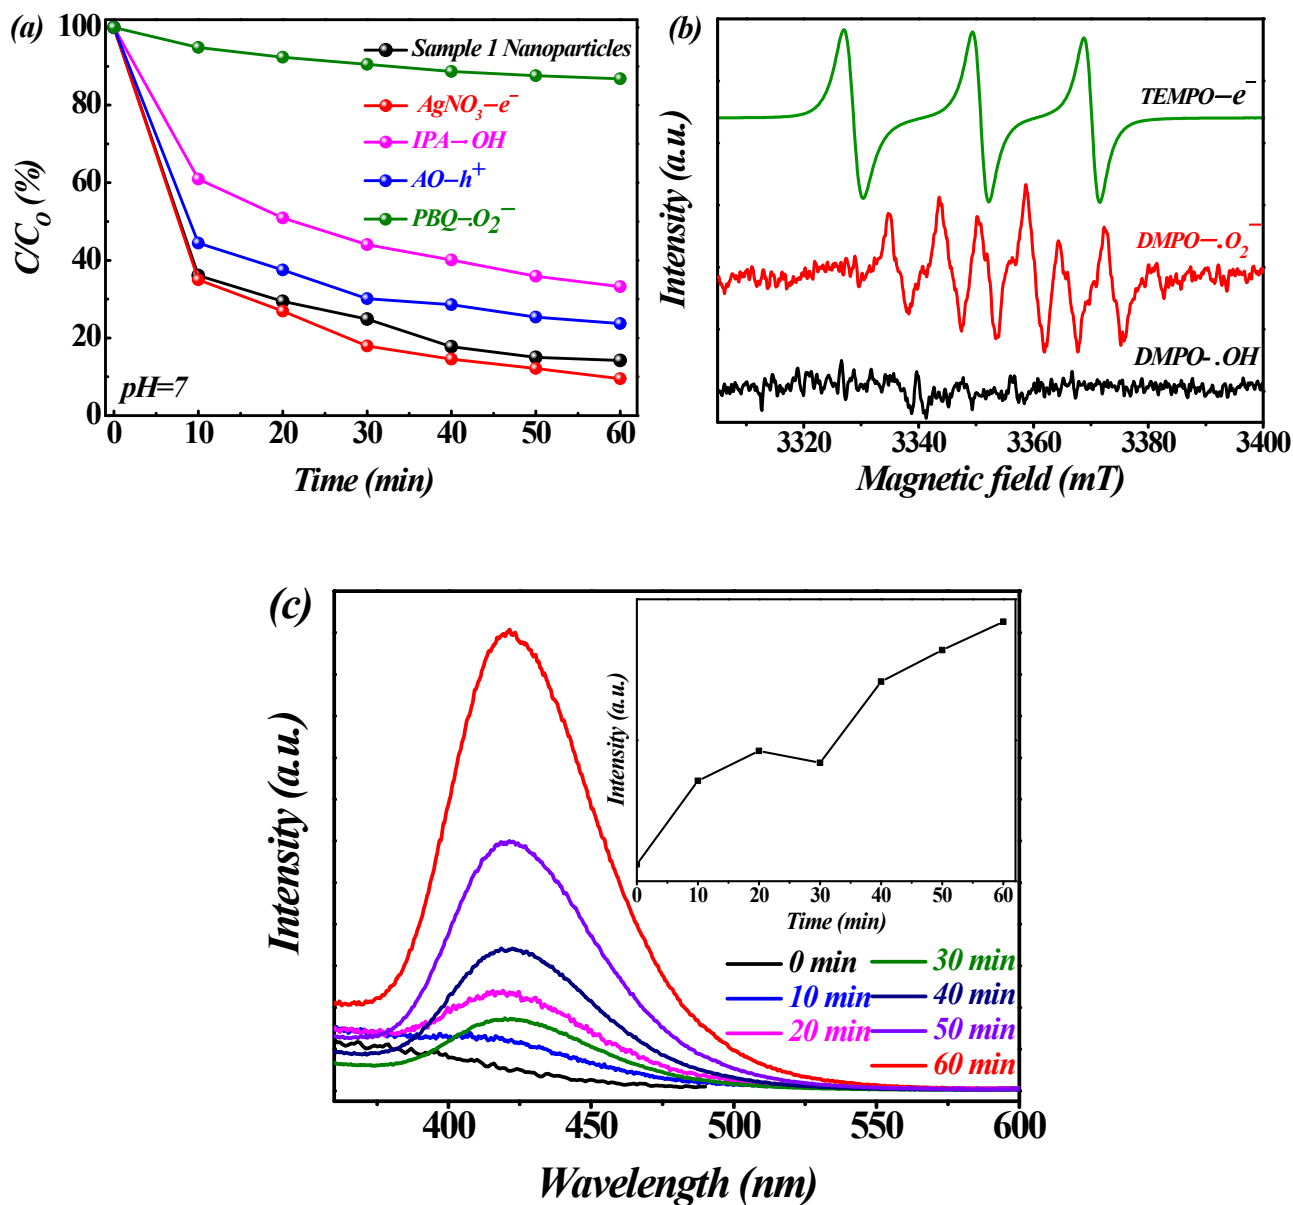 (a)
C/C_O (%)
100
80
60
40
20
0
Sample 1 Nanoparticles
AgNO₃–e⁻
IPA–.OH
AO–h⁺
PBQ–.O₂⁻
pH=7
0 10 20 30 40 50 60
Time (min)
(b)
Intensity (a.u.)
TEMPO–e⁻
DMPO–.O₂⁻
DMPO-.OH
3320 3340 3360 3380 3400
Magnetic field (mT)
(c)
Intensity (a.u.)
Intensity (a.u.)
0 10 20 30 40 50 60
Time (min)
0 min 30 min
10 min 40 min
20 min 50 min
60 min
400 450 500 550 600
Wavelength (nm)